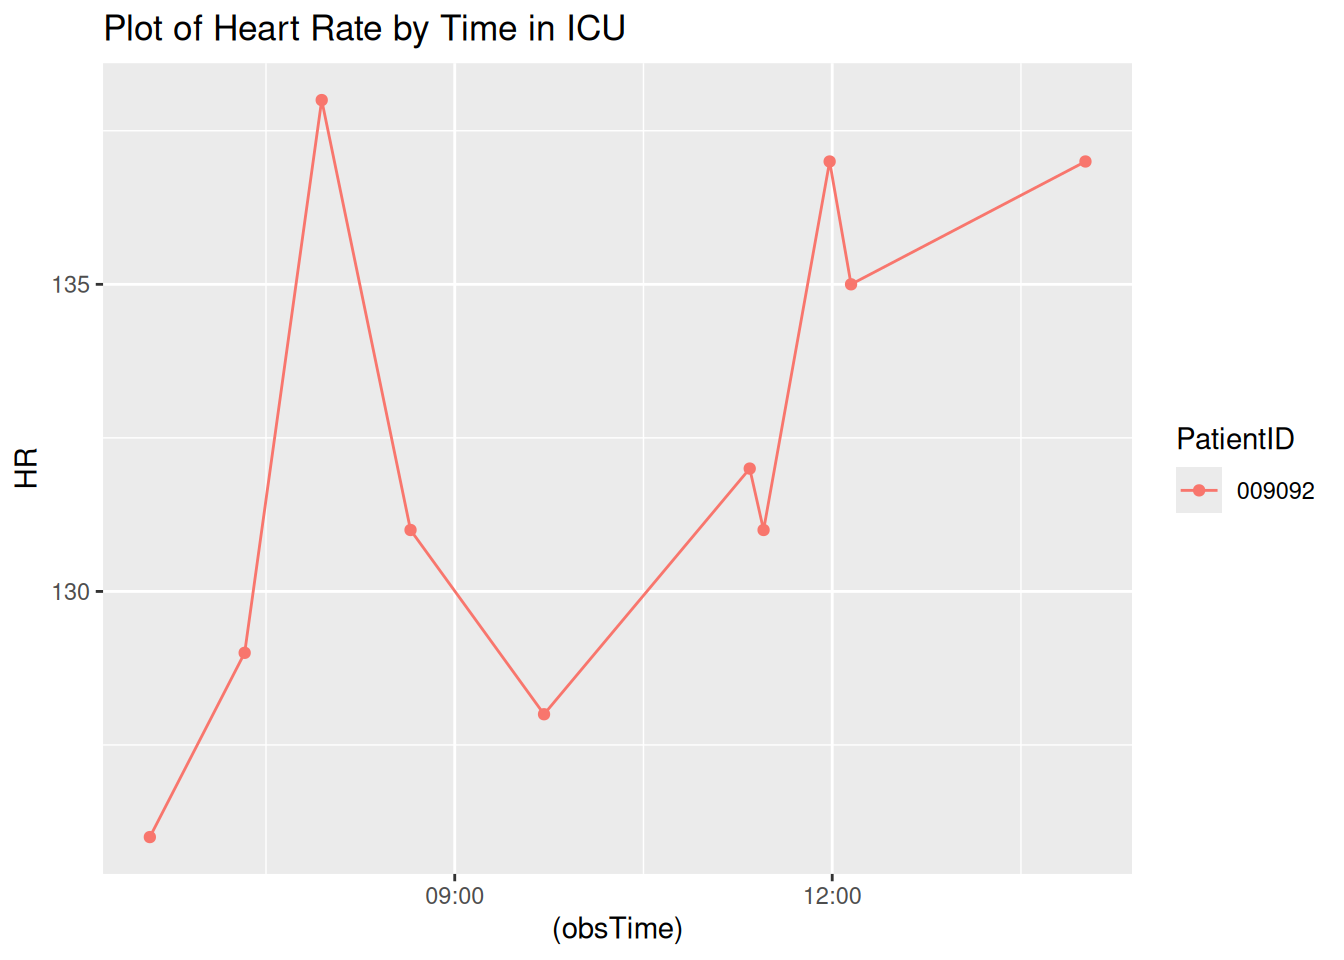 Plot of Heart Rate by Time in ICU
HR
135
130
09:00
12:00
(obsTime)
PatientID
009092